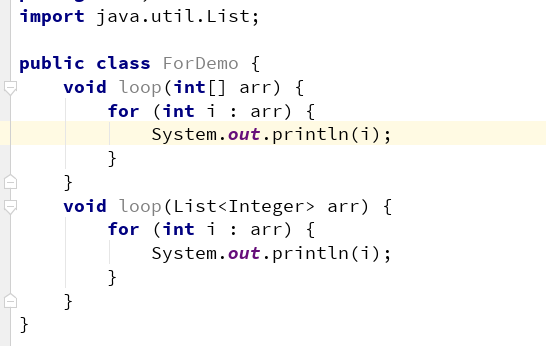 import java.util.List;
public class ForDemo {
    void loop(int[] arr) {
        for (int i : arr) {
            System.out.println(i);
        }
    }
    void loop(List<Integer> arr) {
        for (int i : arr) {
            System.out.println(i);
        }
    }
}